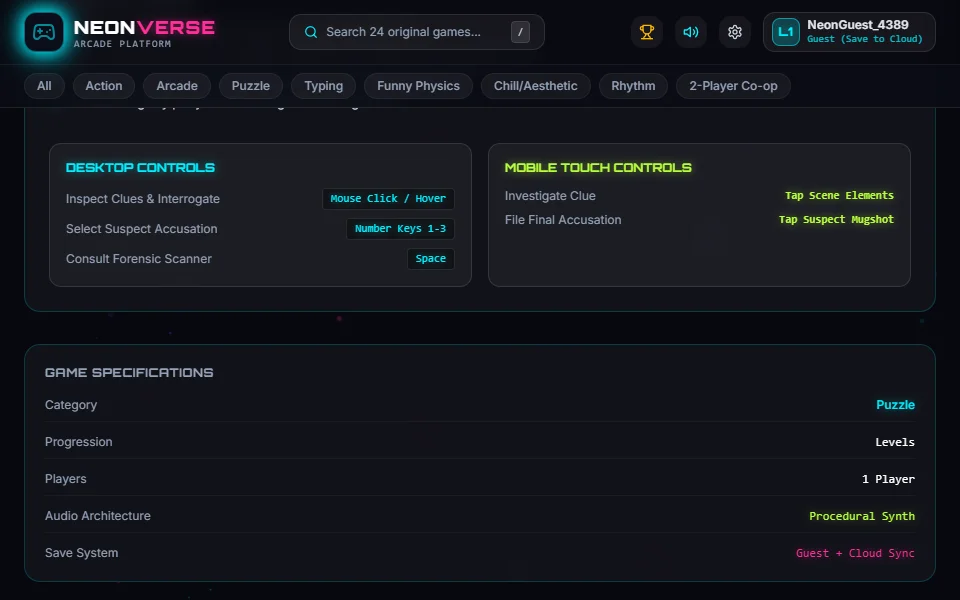 NEONVERSE
ARCADE PLATFORM
Search 24 original games...
/
L1
NeonGuest_4389
Guest (Save to Cloud)
All
Action
Arcade
Puzzle
Typing
Funny Physics
Chill/Aesthetic
Rhythm
2-Player Co-op
DESKTOP CONTROLS
Inspect Clues & Interrogate
Mouse Click / Hover
Select Suspect Accusation
Number Keys 1-3
Consult Forensic Scanner
Space
MOBILE TOUCH CONTROLS
Investigate Clue
Tap Scene Elements
File Final Accusation
Tap Suspect Mugshot
GAME SPECIFICATIONS
Category
Puzzle
Progression
Levels
Players
1 Player
Audio Architecture
Procedural Synth
Save System
Guest + Cloud Sync